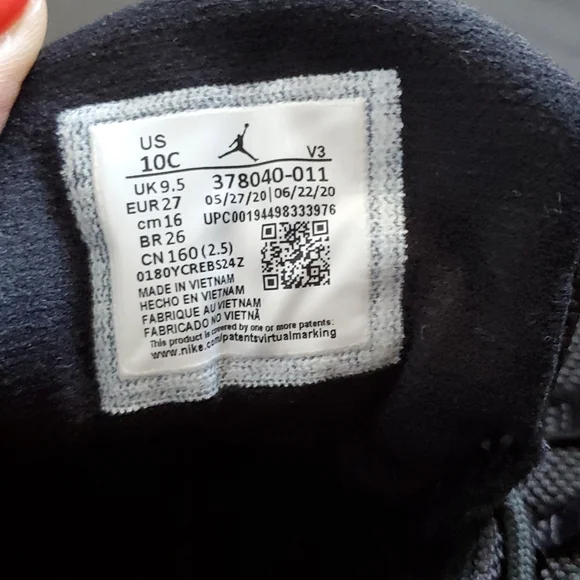 US
10C
V3
UK 9.5
378040-011
EUR 27
05/27/20|06/22/20
cm 16
UPC00194498333976
BR 26
CN 160 (2.5)
0180YCREBS24Z
MADE IN VIETNAM
HECHO EN VIETNAM
FABRIQUE AU VIETNAM
FABRICADO NO VIETNÃ
This product is covered by one or more patents:
www.nike.com/patentsvirtualmarking